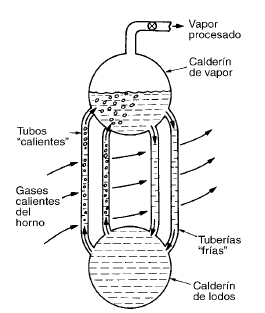 Vapor
procesado
Calderín
de vapor
Tubos
"calientes"
Gases
calientes
del
horno
Tuberías
"frías"
Calderín
de lodos